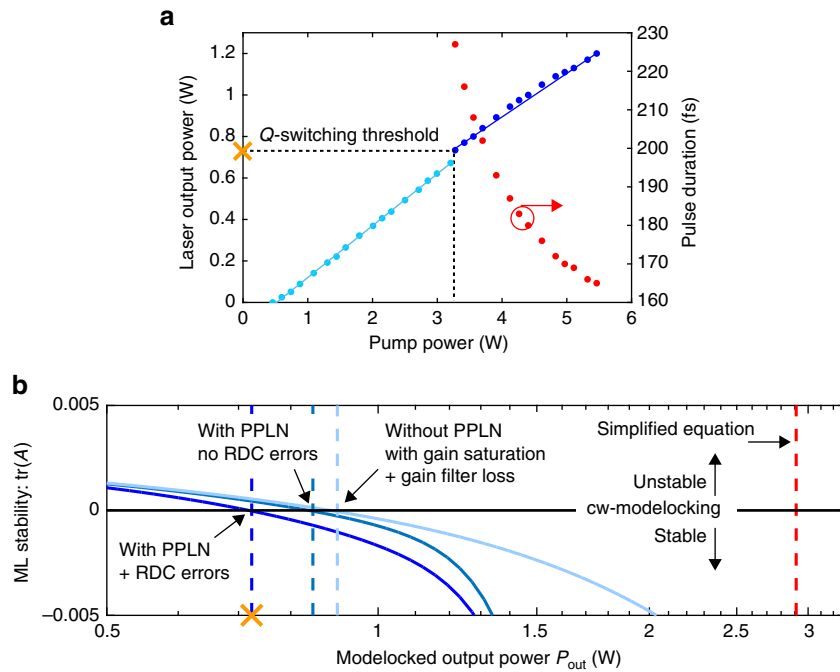 a
Laser output power (W)
1.2
1
0.8
0.6
0.4
0.2
0
Q-switching threshold
230
220
210
200
190
180
170
160
Pulse duration (fs)
0 1 2 3 4 5 6
Pump power (W)
b
ML stability: tr(A)
0.005
0
−0.005
With PPLN
no RDC errors
Without PPLN
with gain saturation
+ gain filter loss
Simplified equation
Unstable
cw-modelocking
Stable
With PPLN
+ RDC errors
0.5 1 2 3
Modelocked output power Pout (W)